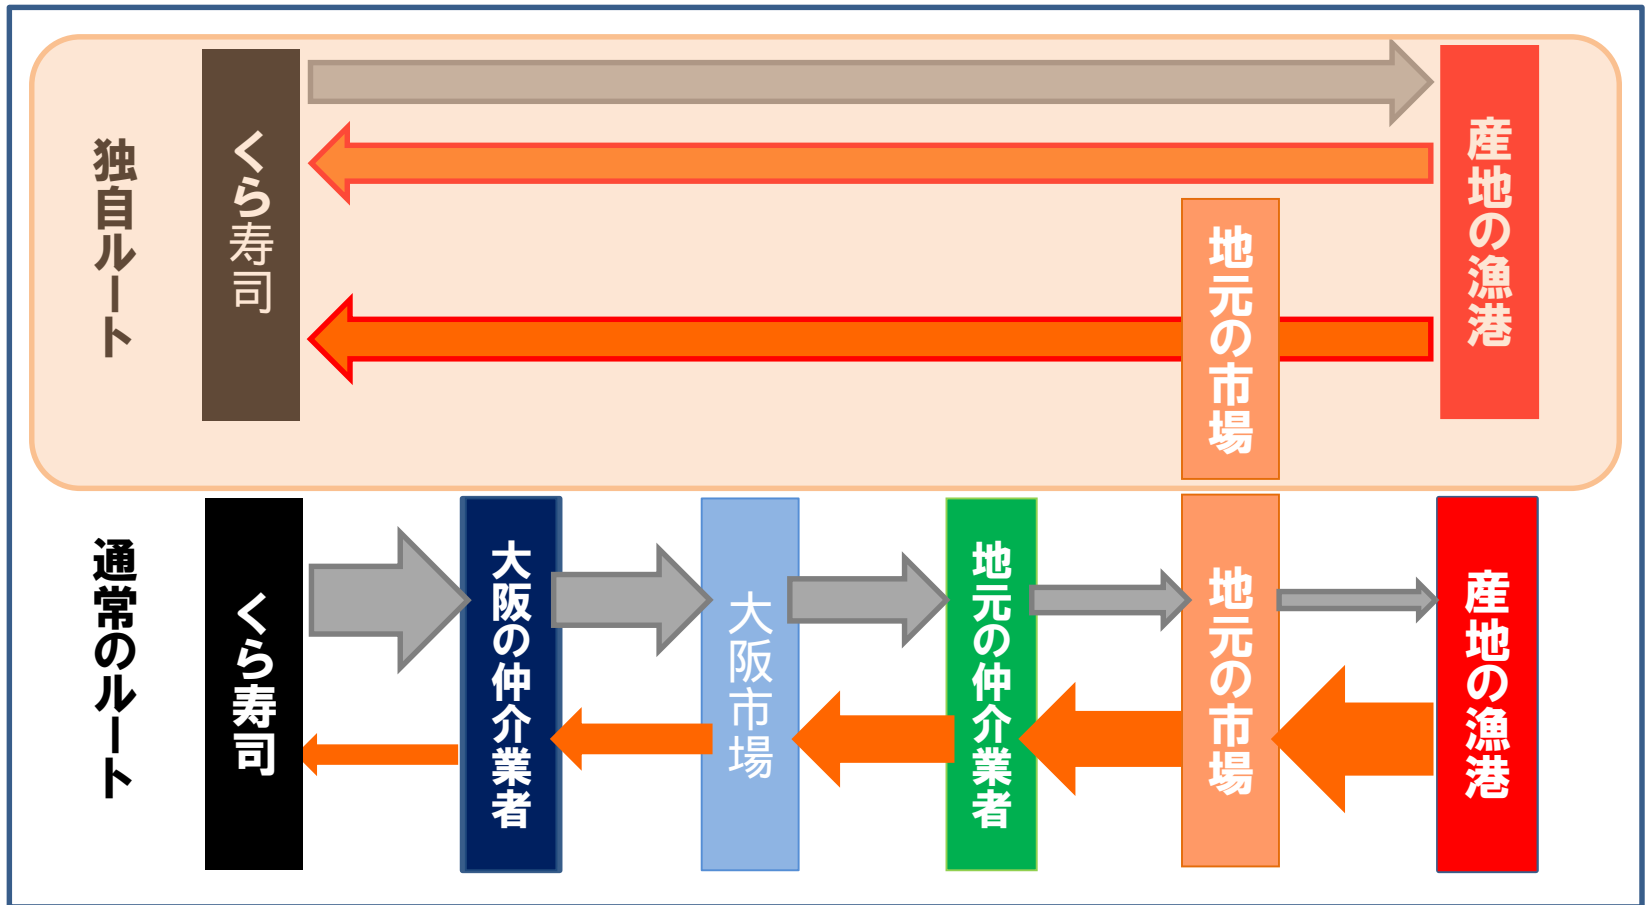 独自ルート
くら寿司
地元の市場
産地の漁港
通常のルート
くら寿司
大阪の仲介業者
大阪市場
地元の仲介業者
地元の市場
産地の漁港